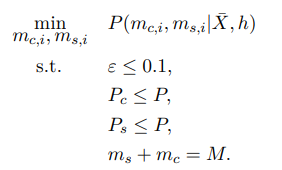 min P(m_{c,i}, m_{s,i}|X̄, h)
m_{c,i}, m_{s,i}
s.t. ε ≤ 0.1,
P_c ≤ P,
P_s ≤ P,
m_s + m_c = M.